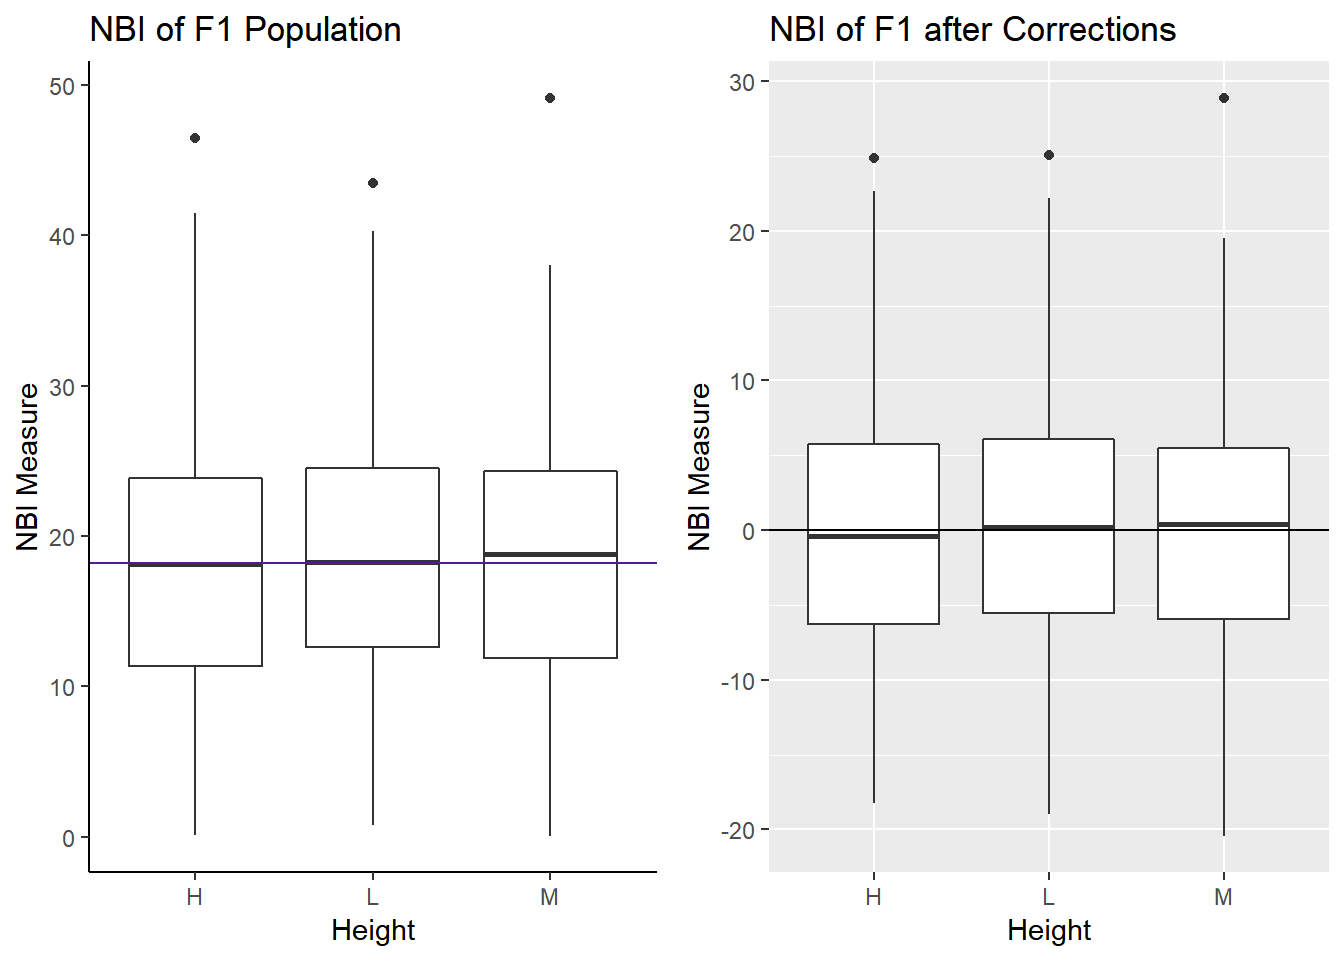 NBI of F1 Population
NBI Measure
50
40
30
20
10
0
H L M
Height
NBI of F1 after Corrections
NBI Measure
30
20
10
0
-10
-20
H L M
Height